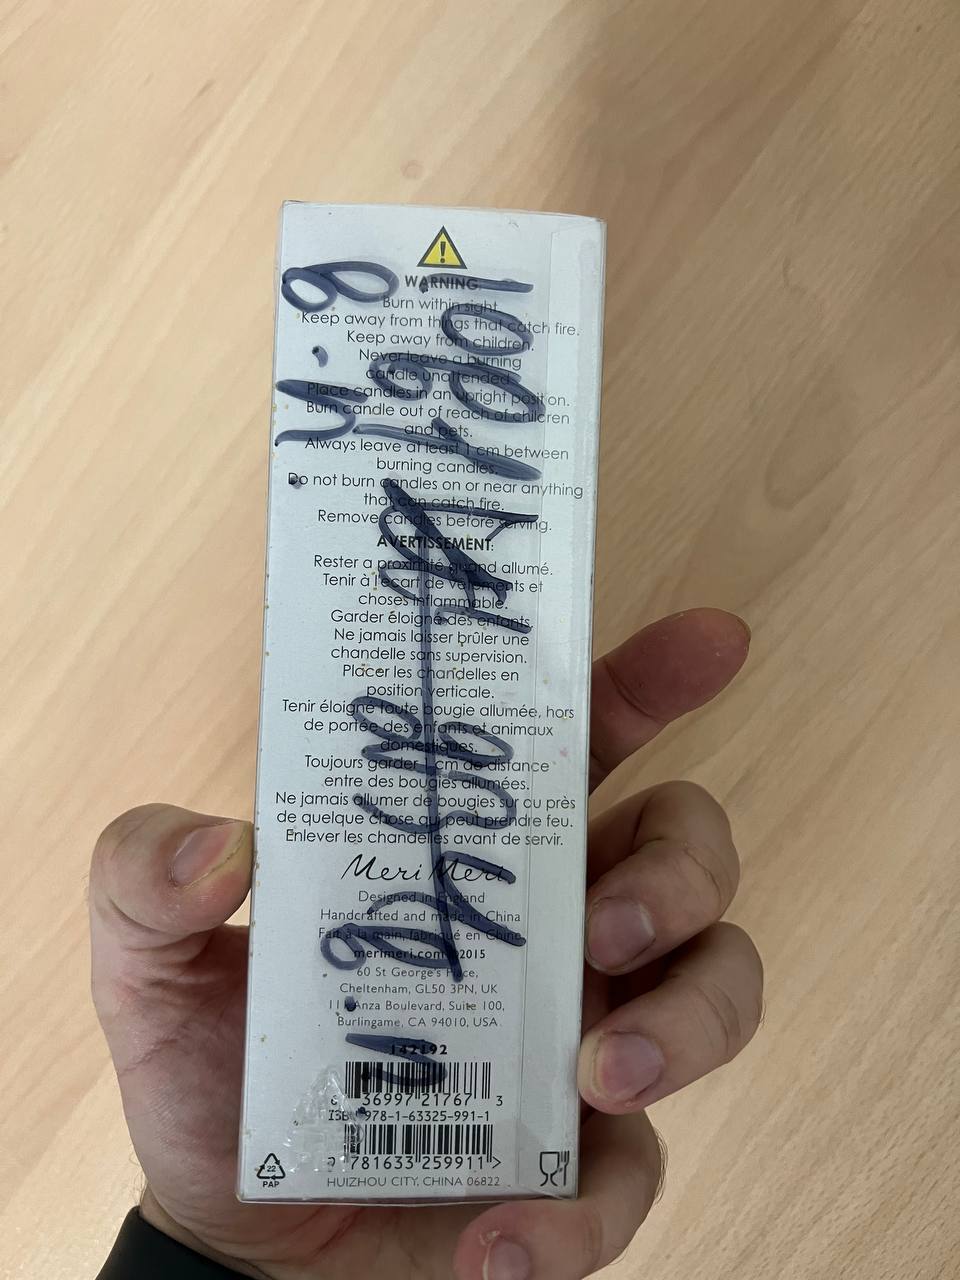 WARNING:
Burn within sight.
Keep away from things that catch fire.
Keep away from children.
Never leave a burning
candle unattended.
Place candles in an upright position.
Burn candle out of reach of children
and pets.
Always leave at least 1 cm between
burning candles.
Do not burn candles on or near anything
that can catch fire.
Remove candles before serving.
AVERTISSEMENT:
Rester a proximité quand allumé.
Tenir à l'écart de vêtements et
choses inflammable.
Garder éloigné des enfants.
Ne jamais laisser brûler une
chandelle sans supervision.
Placer les chandelles en
position verticale.
Tenir éloigné toute bougie allumée, hors
de portée des enfants et animaux
domestiques.
Toujours garder 1 cm de distance
entre des bougies allumées.
Ne jamais allumer de bougies sur ou près
de quelque chose qui peut prendre feu.
Enlever les chandelles avant de servir.
Meri Meri
Designed in England
Handcrafted and made in China
Fait à la main, fabriqué en Chine
merimeri.com ©2015
60 St George's Place,
Cheltenham, GL50 3PN, UK
111 Anza Boulevard, Suite 100,
Burlingame, CA 94010, USA
142192
36997 21767 3
ISBN 978-1-63325-991-1
9 781633 259911 >
22
PAP
HUIZHOU CITY, CHINA 06822